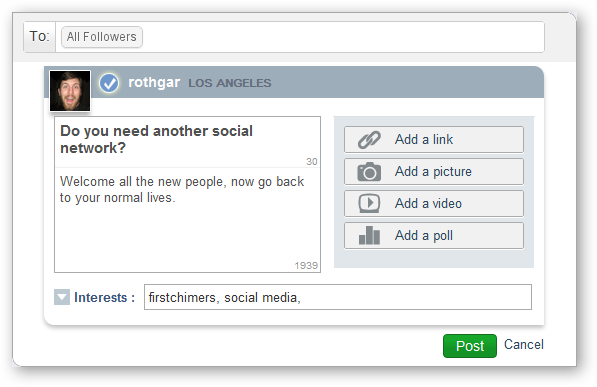 To: All Followers
rothgar LOS ANGELES
Do you need another social
network?
30
Welcome all the new people, now go back
to your normal lives.
1939
Add a link
Add a picture
Add a video
Add a poll
Interests : firstchimers, social media,
Post Cancel